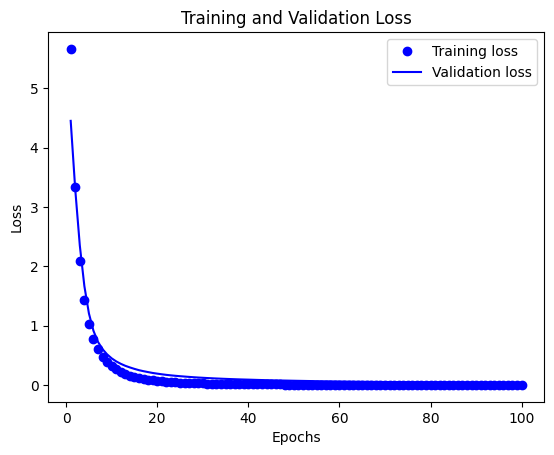 Training and Validation Loss
Training loss
Validation loss
Loss
5
4
3
2
1
0
0 20 40 60 80 100
Epochs